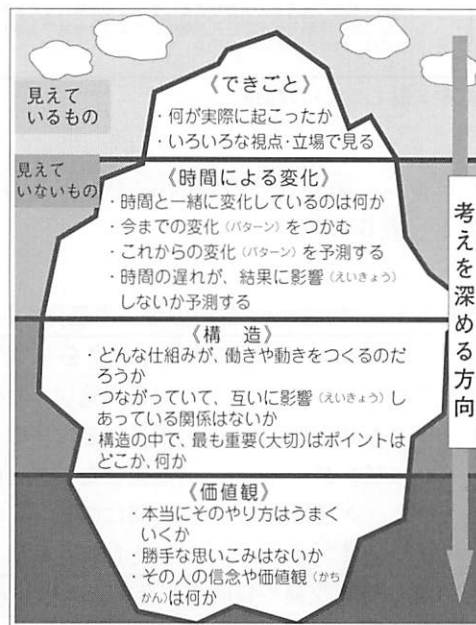 見えて
いるもの
《できごと》
・何が実際に起こったか
・いろいろな視点・立場で見る
見えて
いないもの
《時間による変化》
・時間と一緒に変化しているのは何か
・今までの変化(パターン)をつかむ
・これからの変化(パターン)を予測する
・時間の遅れが、結果に影響(えいきょう)
しないか予測する
《構 造》
・どんな仕組みが、働きや動きをつくるのだ
ろうか
・つながっていて、互いに影響(えいきょう)し
あっている関係はないか
・構造の中で、最も重要(大切)ばポイントは
どこか、何か
《価値観》
・本当にそのやり方はうまく
いくか
・勝手な思いこみはないか
・その人の信念や価値観(かち
かん)は何か
考えを深める方向